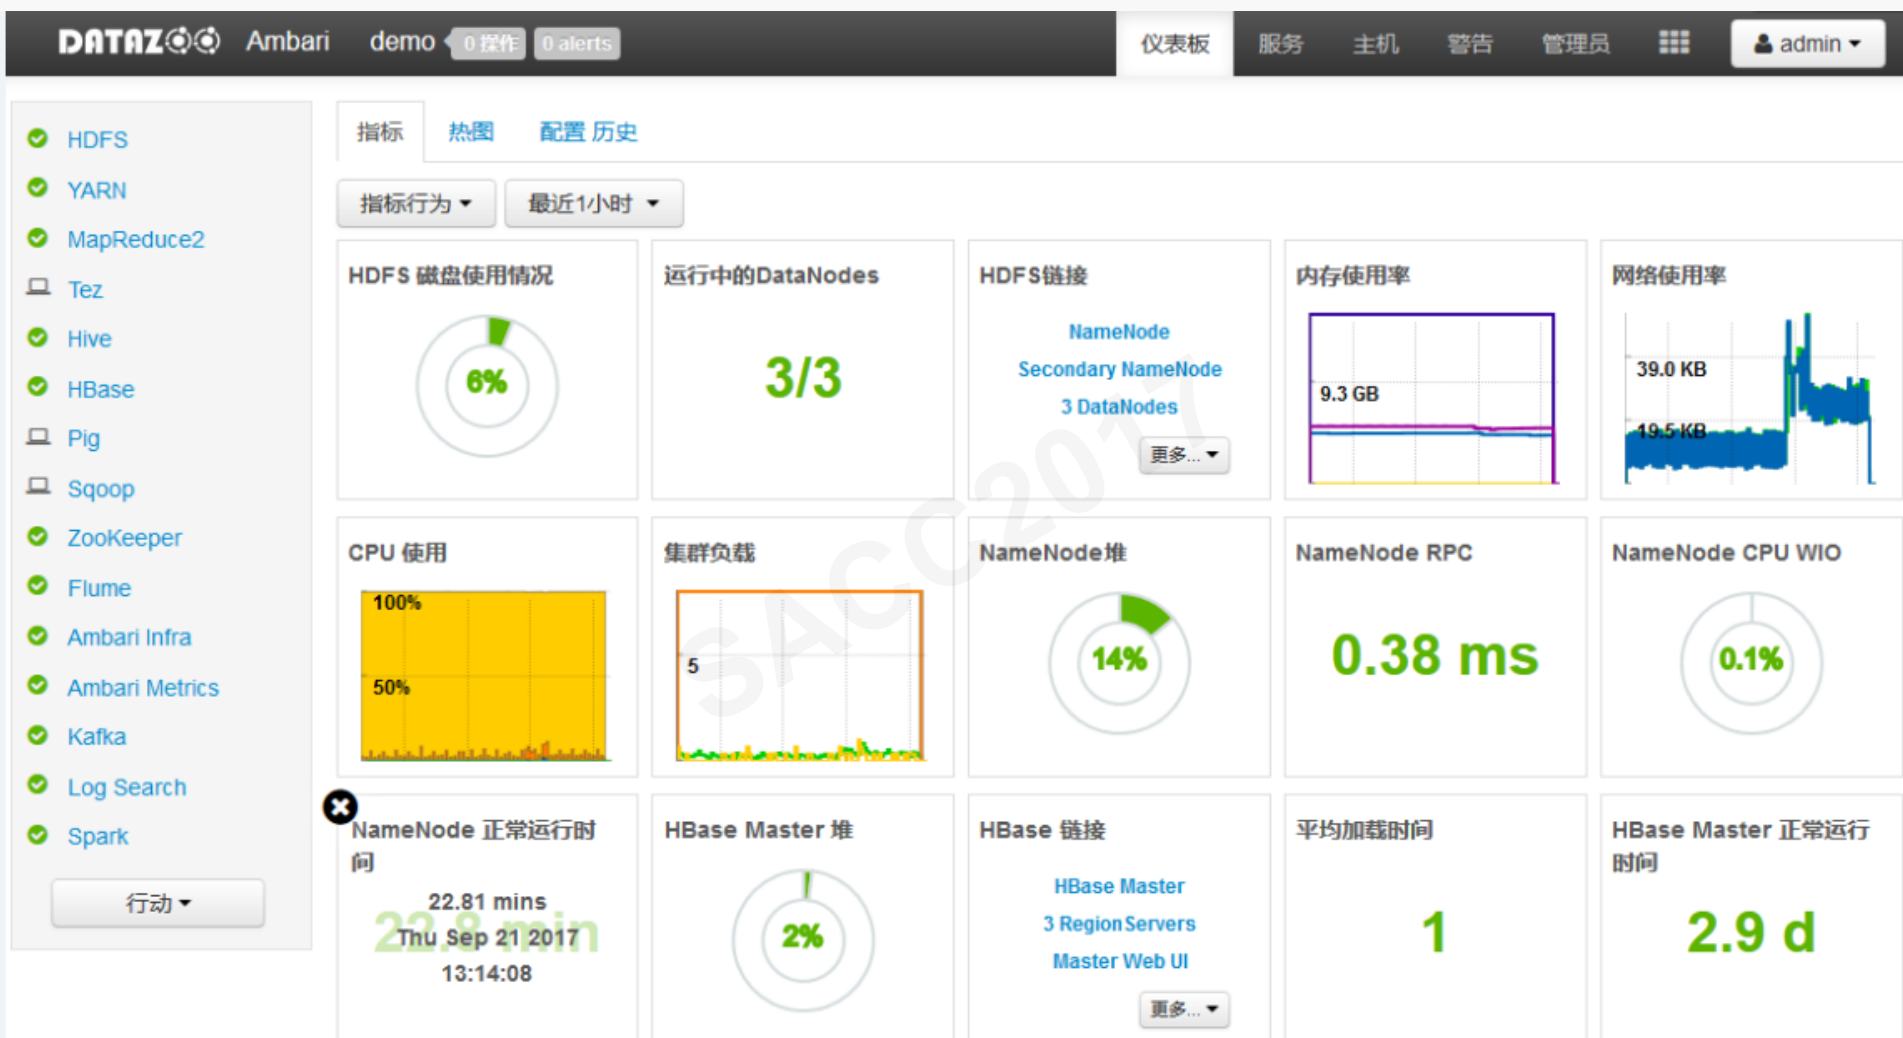 DATAZOO Ambari demo 0 操作 0 alerts 仪表板 服务 主机 警告 管理员 admin
HDFS
YARN
MapReduce2
Tez
Hive
HBase
Pig
Sqoop
ZooKeeper
Flume
Ambari Infra
Ambari Metrics
Kafka
Log Search
Spark
行动
指标 热图 配置 历史
指标行为 最近1小时
HDFS 磁盘使用情况
6%
运行中的DataNodes
3/3
HDFS链接
NameNode
Secondary NameNode
3 DataNodes
更多...
内存使用率
9.3 GB
网络使用率
39.0 KB
19.5 KB
CPU 使用
100%
50%
集群负载
5
NameNode堆
14%
NameNode RPC
0.38 ms
NameNode CPU WIO
0.1%
NameNode 正常运行时
间
22.8 min
22.81 mins
Thu Sep 21 2017
13:14:08
HBase Master 堆
2%
HBase 链接
HBase Master
3 RegionServers
Master Web UI
更多...
平均加载时间
1
HBase Master 正常运行
时间
2.9 d
SACC2017